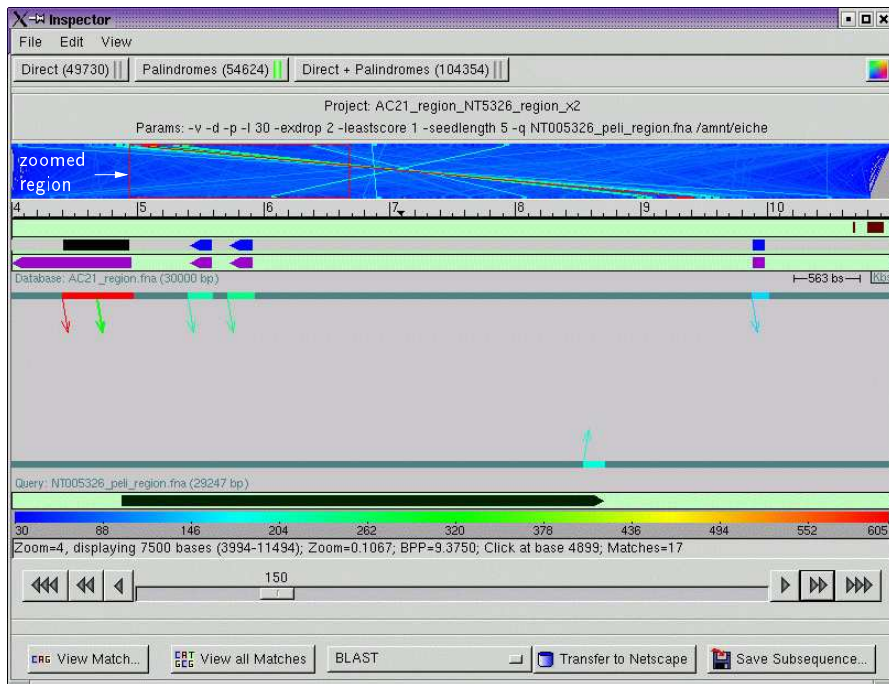 Inspector
File Edit View
Direct (49730) Palindromes (54624) Direct + Palindromes (104354)
Project: AC21_region_NT5326_region_x2
Params: -v -d -p -l 30 -exdrop 2 -leastscore 1 -seedlength 5 -q NT005326_peli_region.fna /amnt/eiche
zoomed
region
4 5 6 7 8 9 10
Database: AC21_region.fna (30000 bp) 563 bs Kbs
Query: NT005326_peli_region.fna (29247 bp)
30 88 146 204 262 320 378 436 494 552 605
Zoom=4, displaying 7500 bases (3994-11494); Zoom=0.1067; BPP=9.3750; Click at base 4899; Matches=17
150
CAG View Match... CAT GCG View all Matches BLAST Transfer to Netscape Save Subsequence...